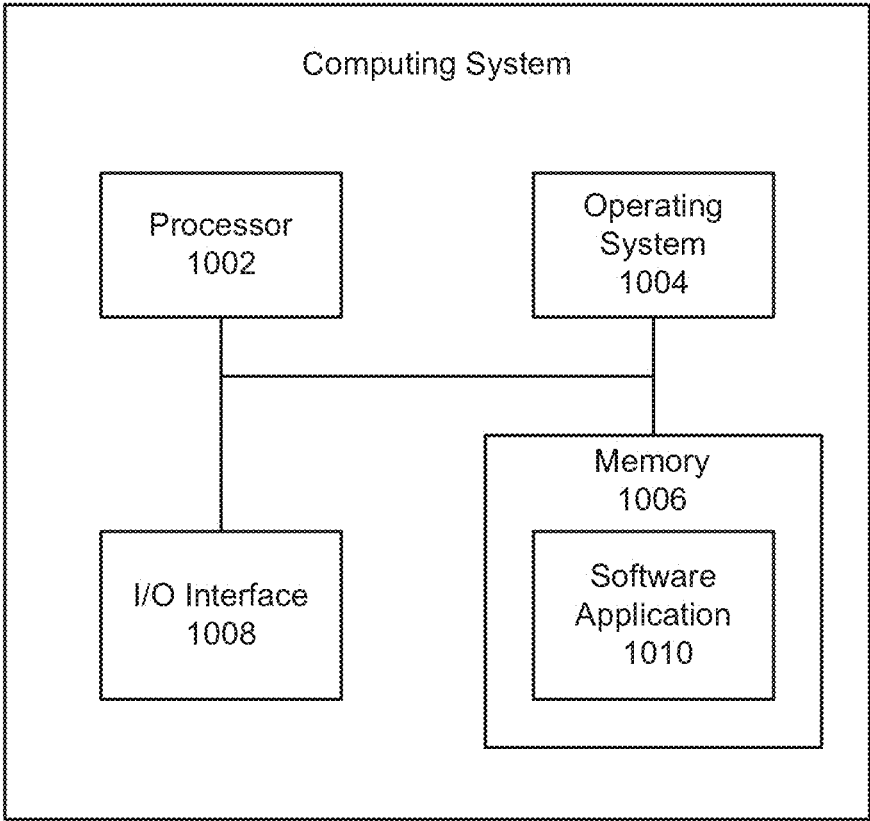 Computing System
Processor
1002
Operating
System
1004
Memory
1006
I/O Interface
1008
Software
Application
1010